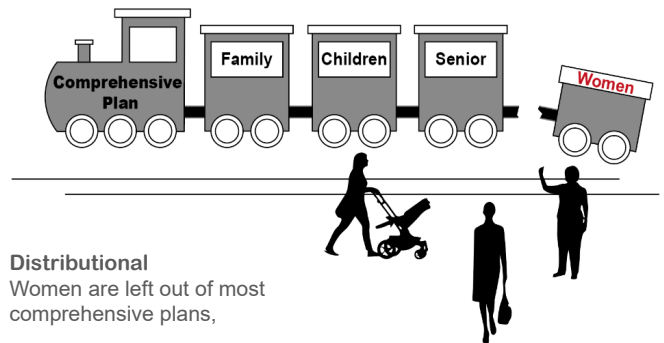 Comprehensive
Plan
Family
Children
Senior
Women
Distributional
Women are left out of most
comprehensive plans,